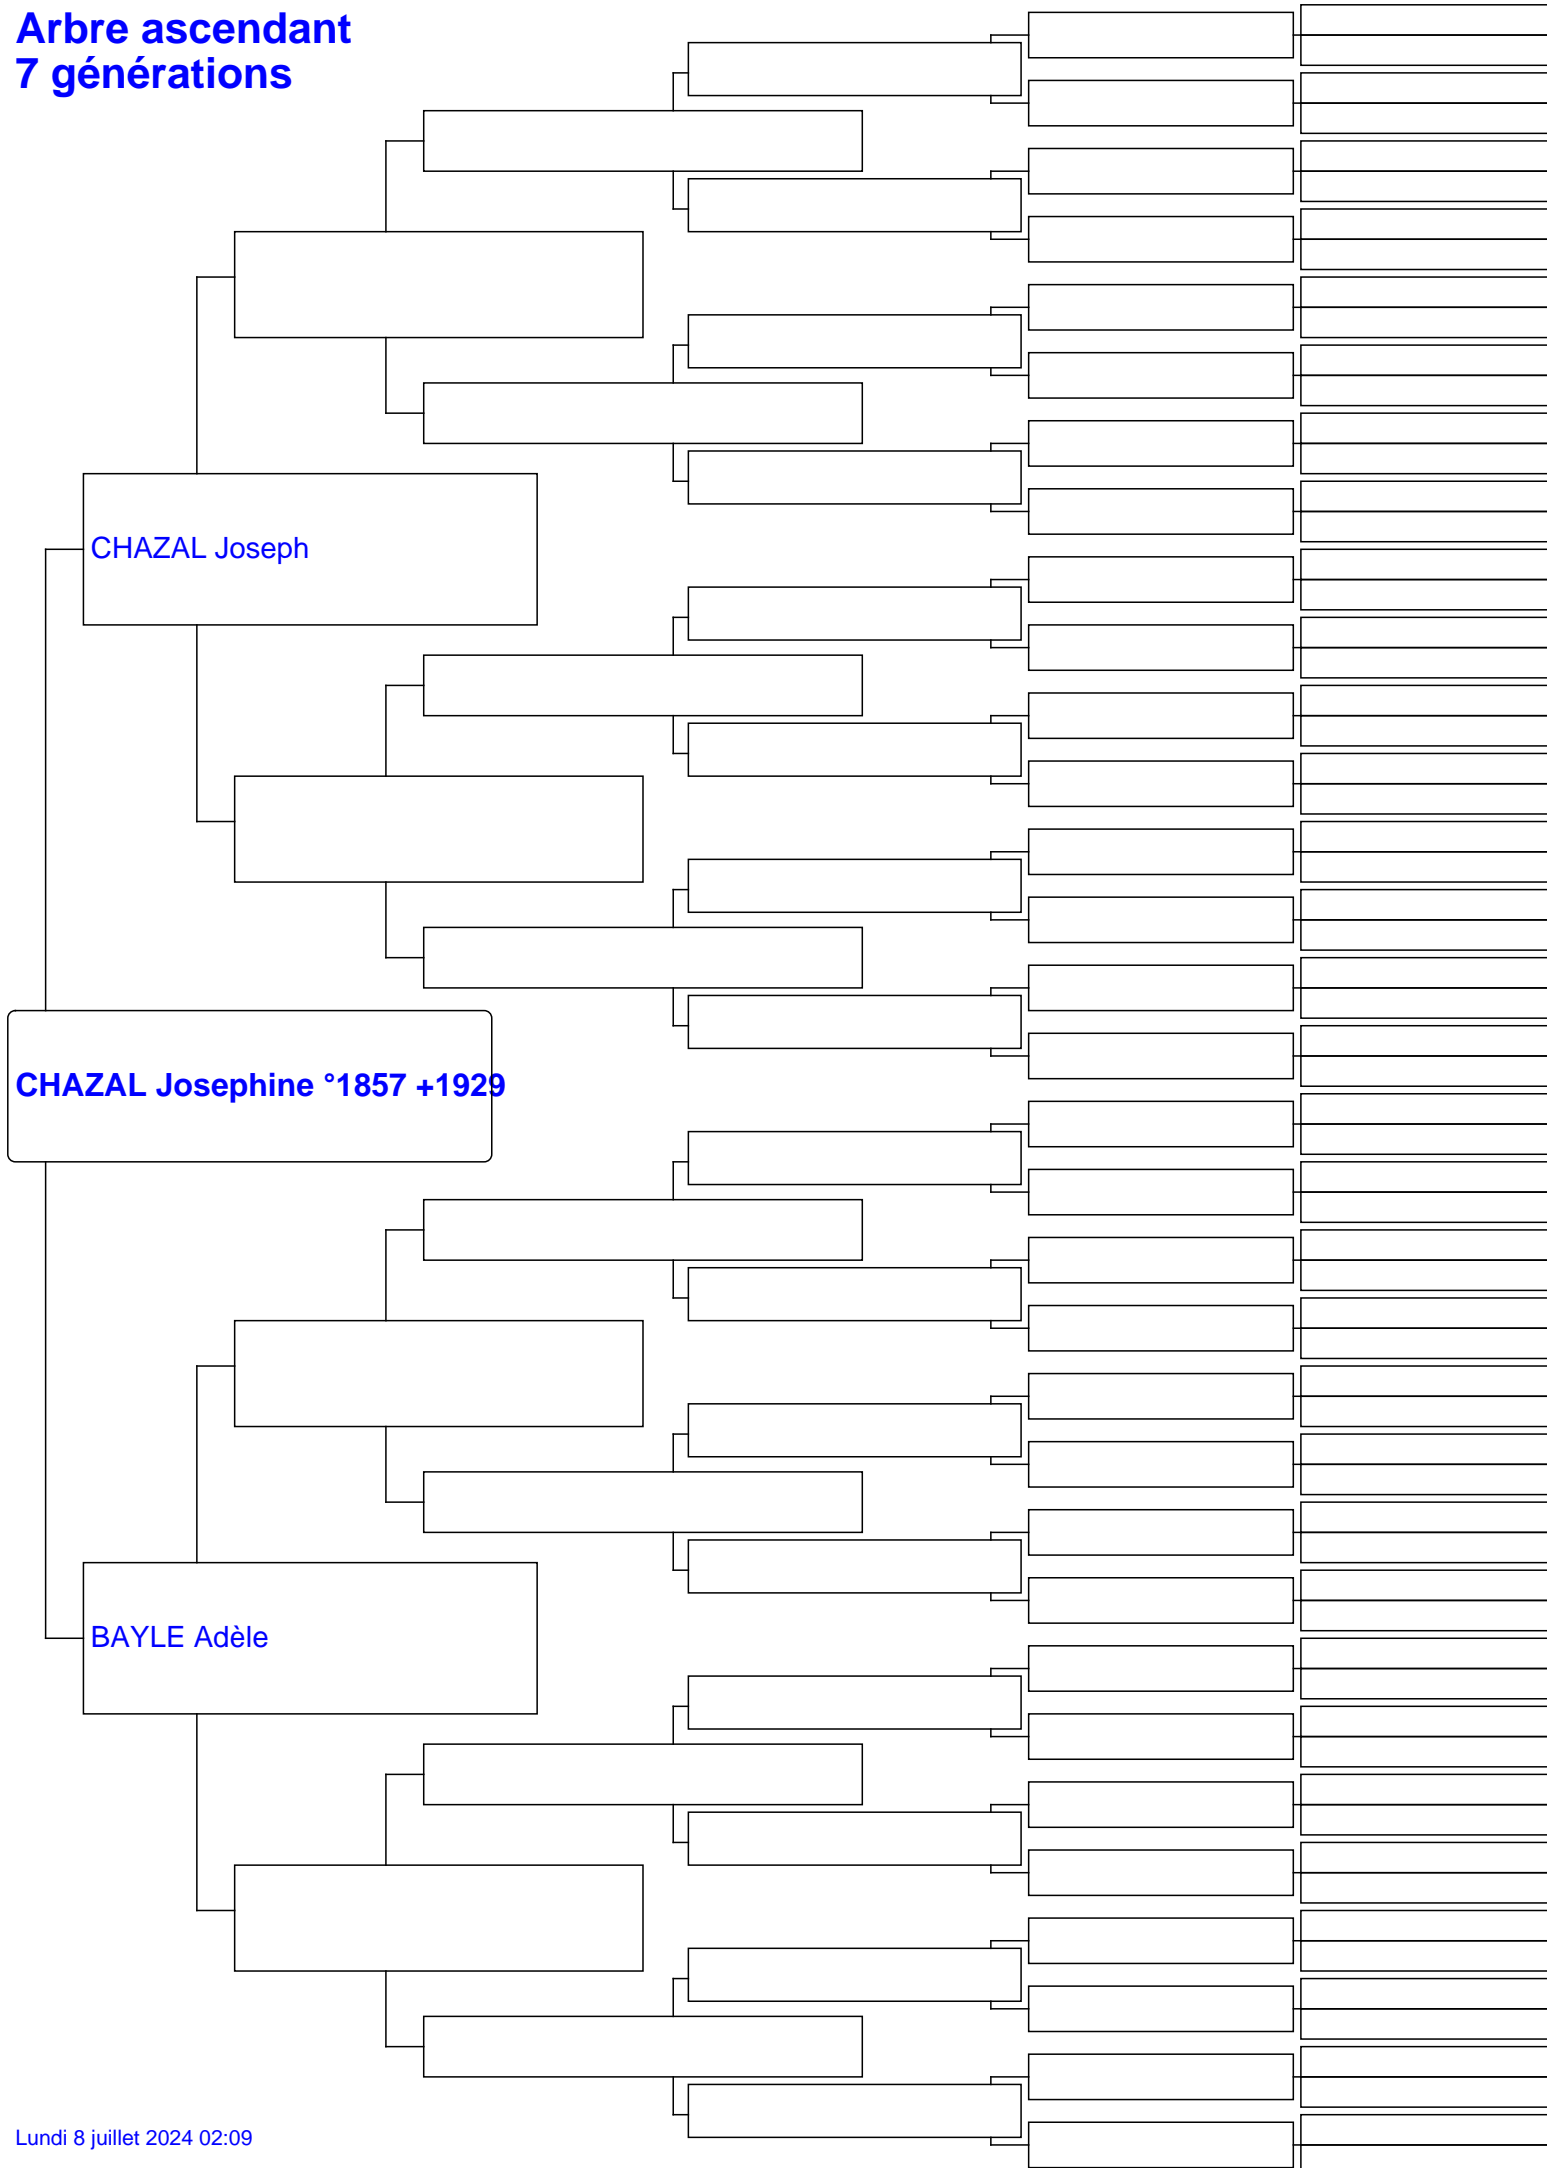 Arbre ascendant
7 générations
CHAZAL Joseph
CHAZAL Josephine °1857 +1929
BAYLE Adèle
Lundi 8 juillet 2024 02:09